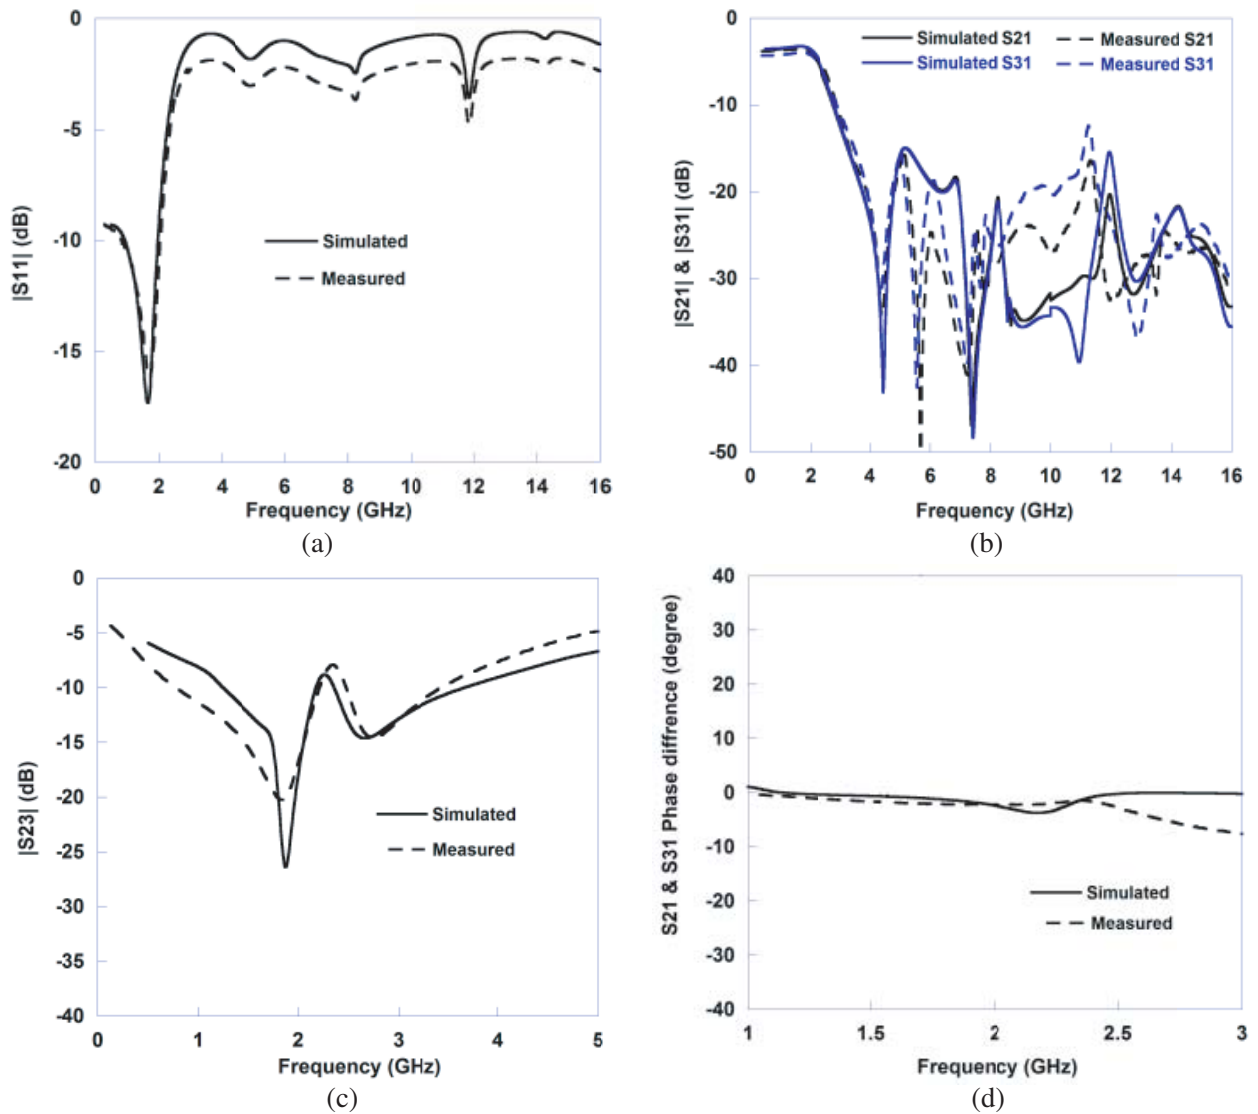 0
-5
-10
-15
-20
|S11| (dB)
Simulated
Measured
0 2 4 6 8 10 12 14 16
Frequency (GHz)
(a)
0
-10
-20
-30
-40
-50
|S21| & |S31| (dB)
Simulated S21
Measured S21
Simulated S31
Measured S31
0 2 4 6 8 10 12 14 16
Frequency (GHz)
(b)
0
-5
-10
-15
-20
-25
-30
-35
-40
|S23| (dB)
Simulated
Measured
0 1 2 3 4 5
Frequency (GHz)
(c)
40
30
20
10
0
-10
-20
-30
-40
S21 & S31 Phase diffrence (degree)
Simulated
Measured
1 1.5 2 2.5 3
Frequency (GHz)
(d)